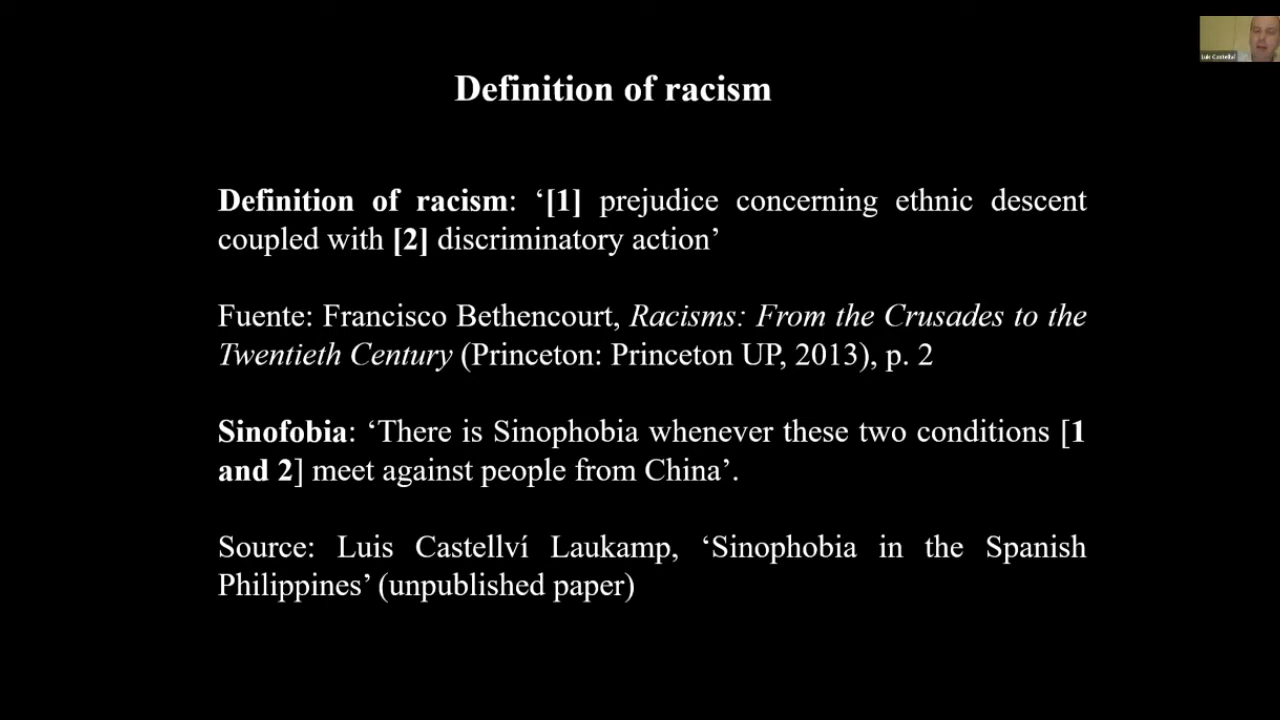 Luis Castellví
Definition of racism
Definition of racism: ‘[1] prejudice concerning ethnic descent
coupled with [2] discriminatory action’
Fuente: Francisco Bethencourt, Racisms: From the Crusades to the
Twentieth Century (Princeton: Princeton UP, 2013), p. 2
Sinofobia: ‘There is Sinophobia whenever these two conditions [1
and 2] meet against people from China’.
Source: Luis Castellví Laukamp, ‘Sinophobia in the Spanish
Philippines’ (unpublished paper)